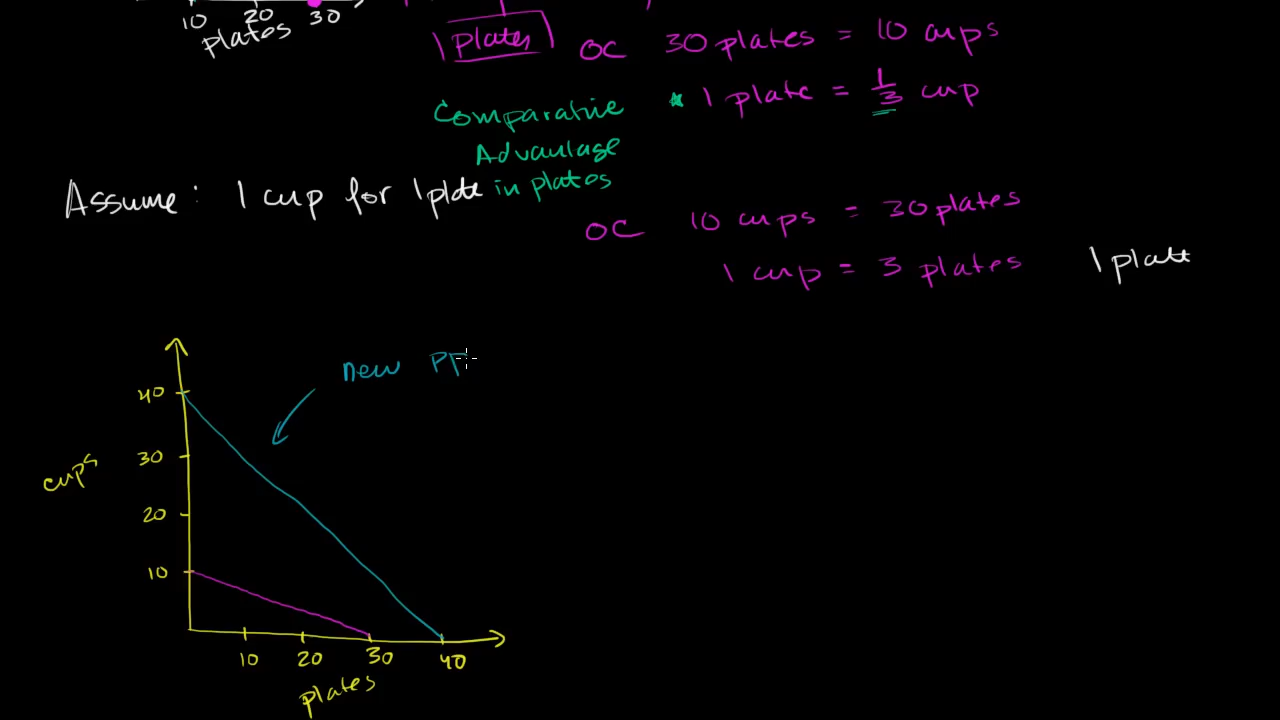 10 20 30
plates
plates OC 30 plates = 10 cups
Comparative * 1 plate = 1/3 cup
Advantage
in plates
Assume: 1 cup for 1 plate
OC 10 cups = 30 plates
1 cup = 3 plates 1 plate
new PF
40
30
cups
20
10
10 20 30 40
plates